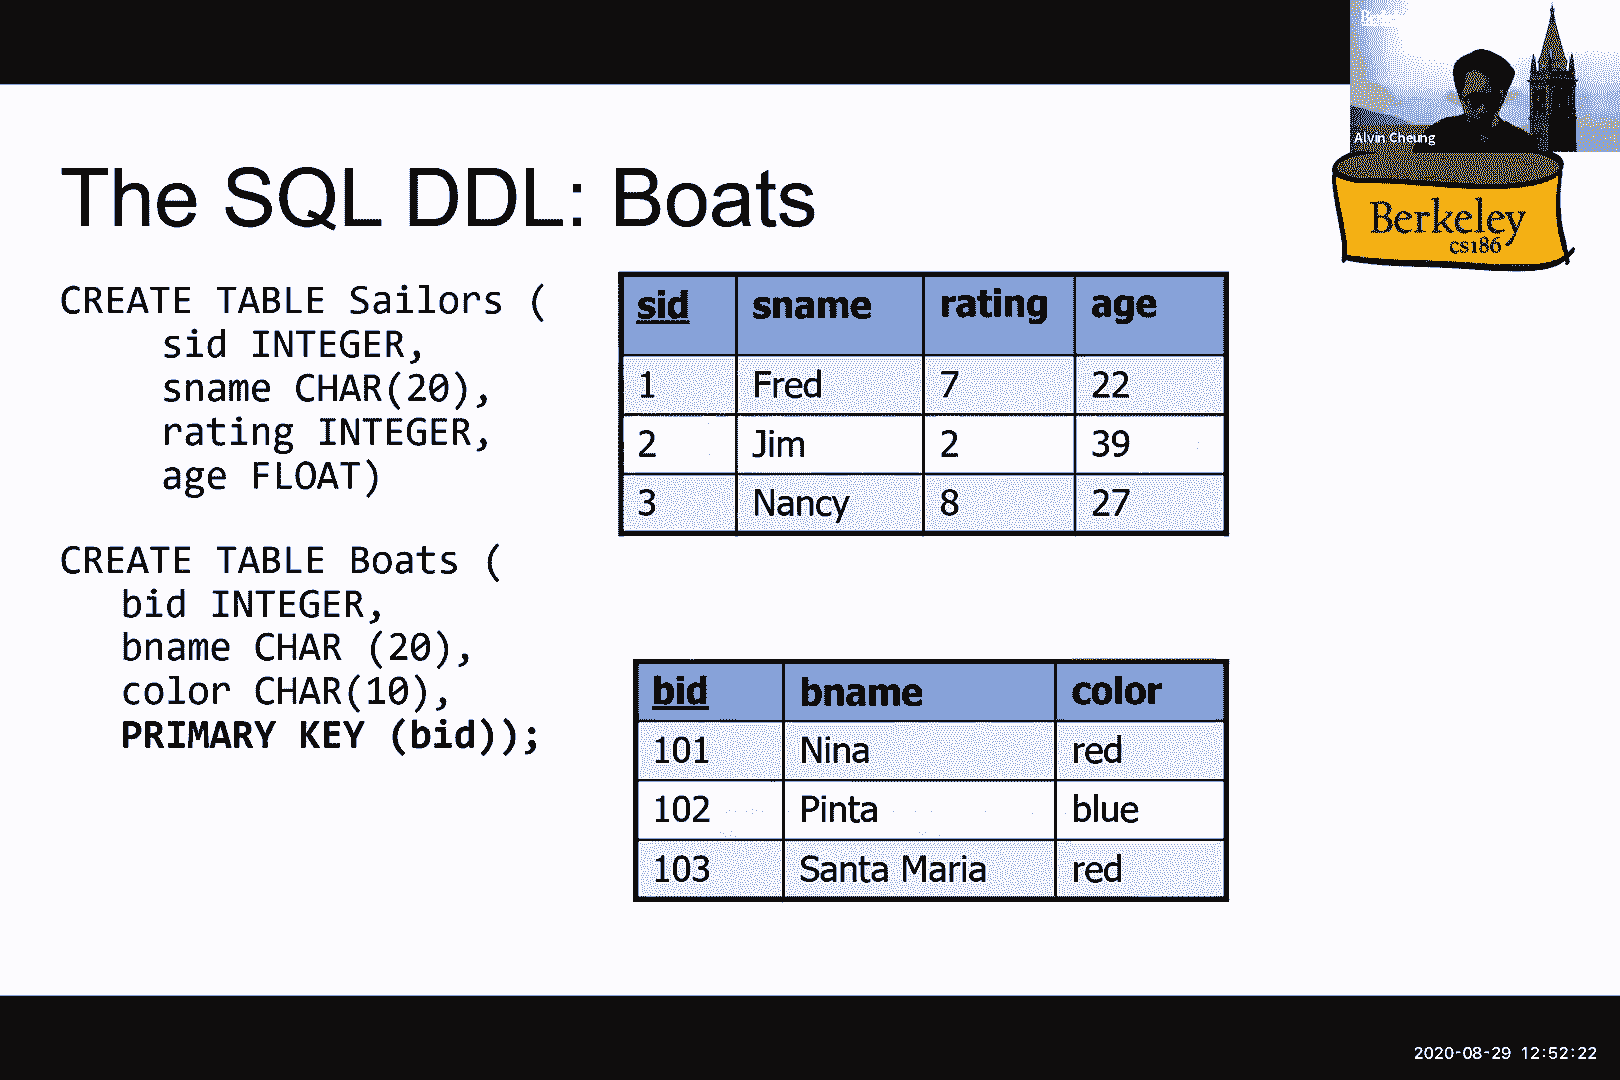 The SQL DDL: Boats
CREATE TABLE Sailors (
sid INTEGER,
sname CHAR(20),
rating INTEGER,
age FLOAT)
CREATE TABLE Boats (
bid INTEGER,
bname CHAR (20),
color CHAR(10),
PRIMARY KEY (bid));
sid sname rating age
1 Fred 7 22
2 Jim 2 39
3 Nancy 8 27
bid bname color
101 Nina red
102 Pinta blue
103 Santa Maria red
Alvin Cheung
Berkeley
cs186
2020-08-29 12:52:22